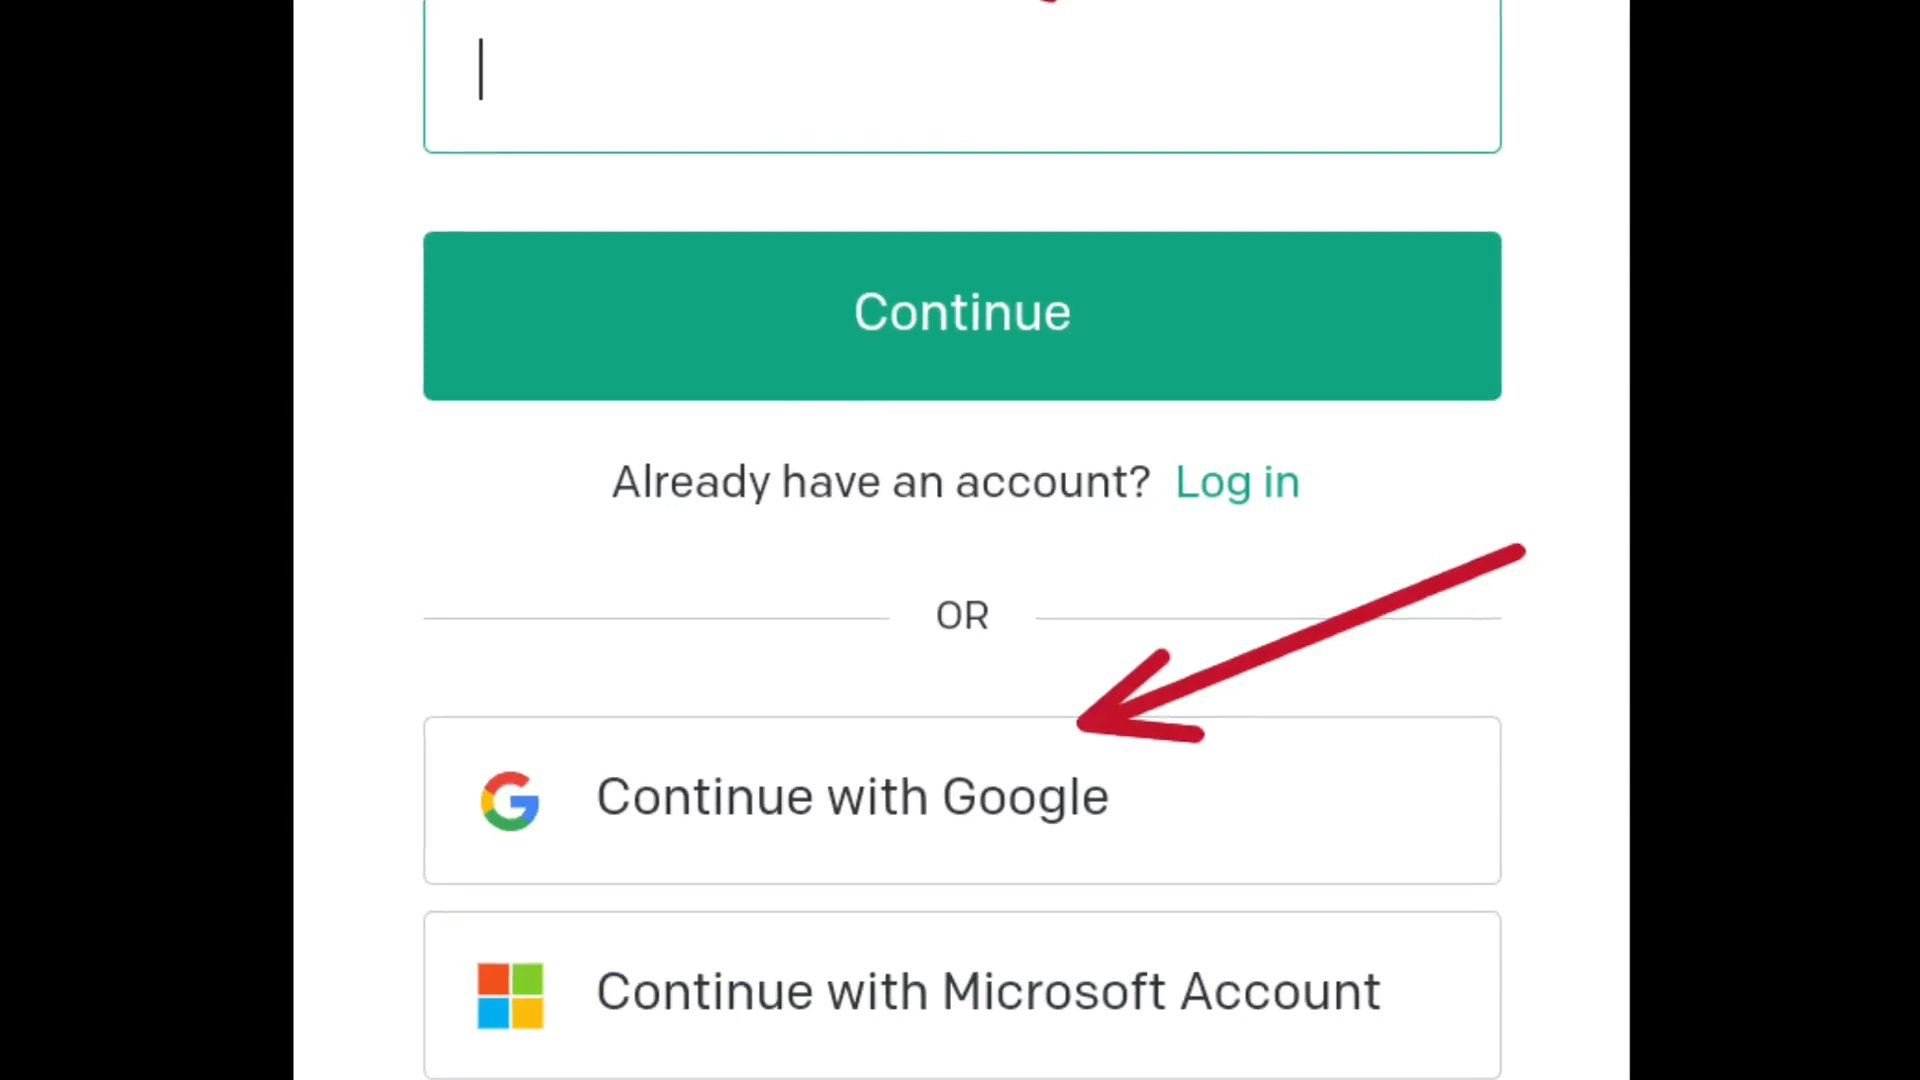 Continue
Already have an account? Log in
OR
Continue with Google
Continue with Microsoft Account